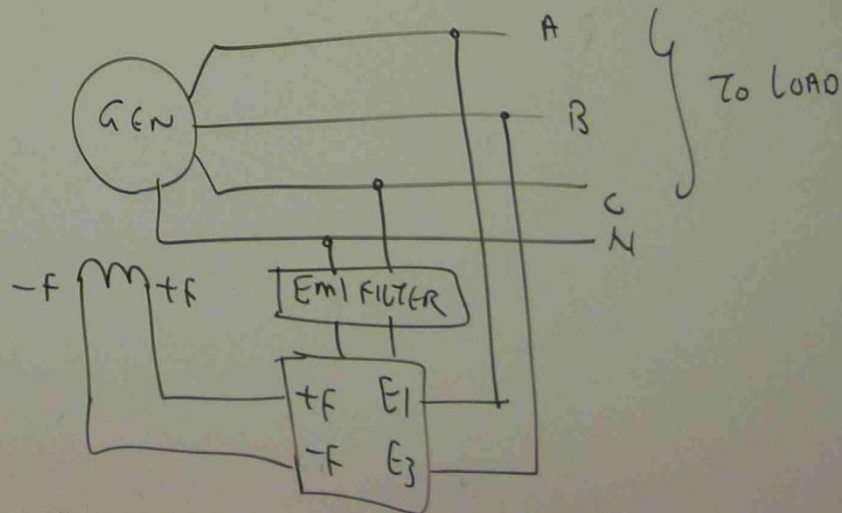 A
GEN
TO LOAD
B
C
N
-F +F
EMI FILTER
+F E1
-F E3